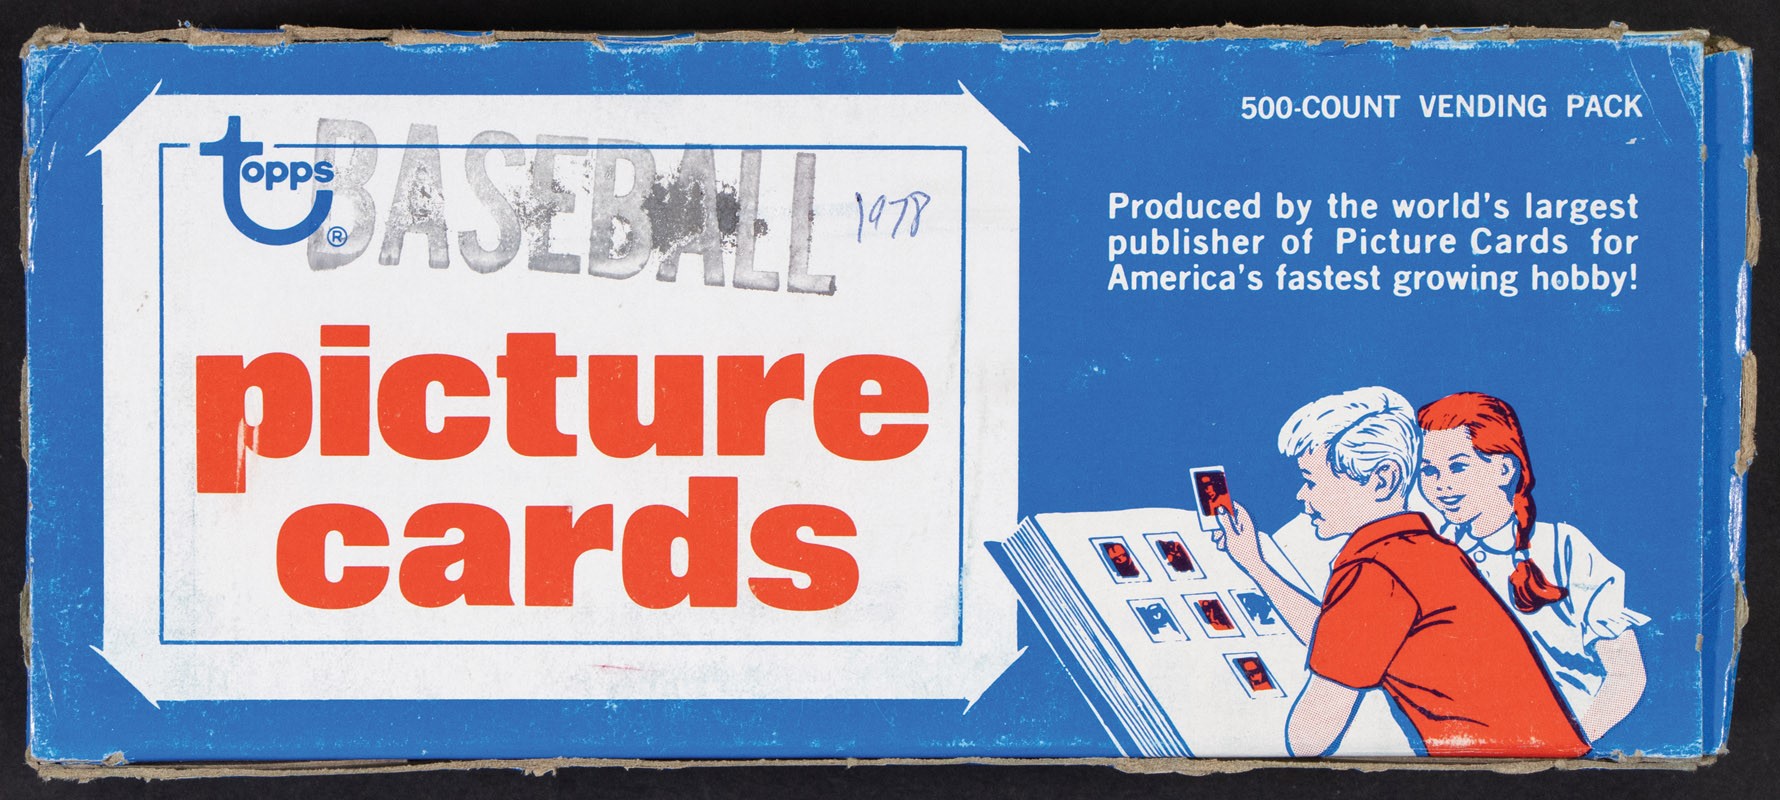 topps®
BASEBALL
1978
picture
cards
500-COUNT VENDING PACK
Produced by the world's largest
publisher of Picture Cards for
America's fastest growing hobby!